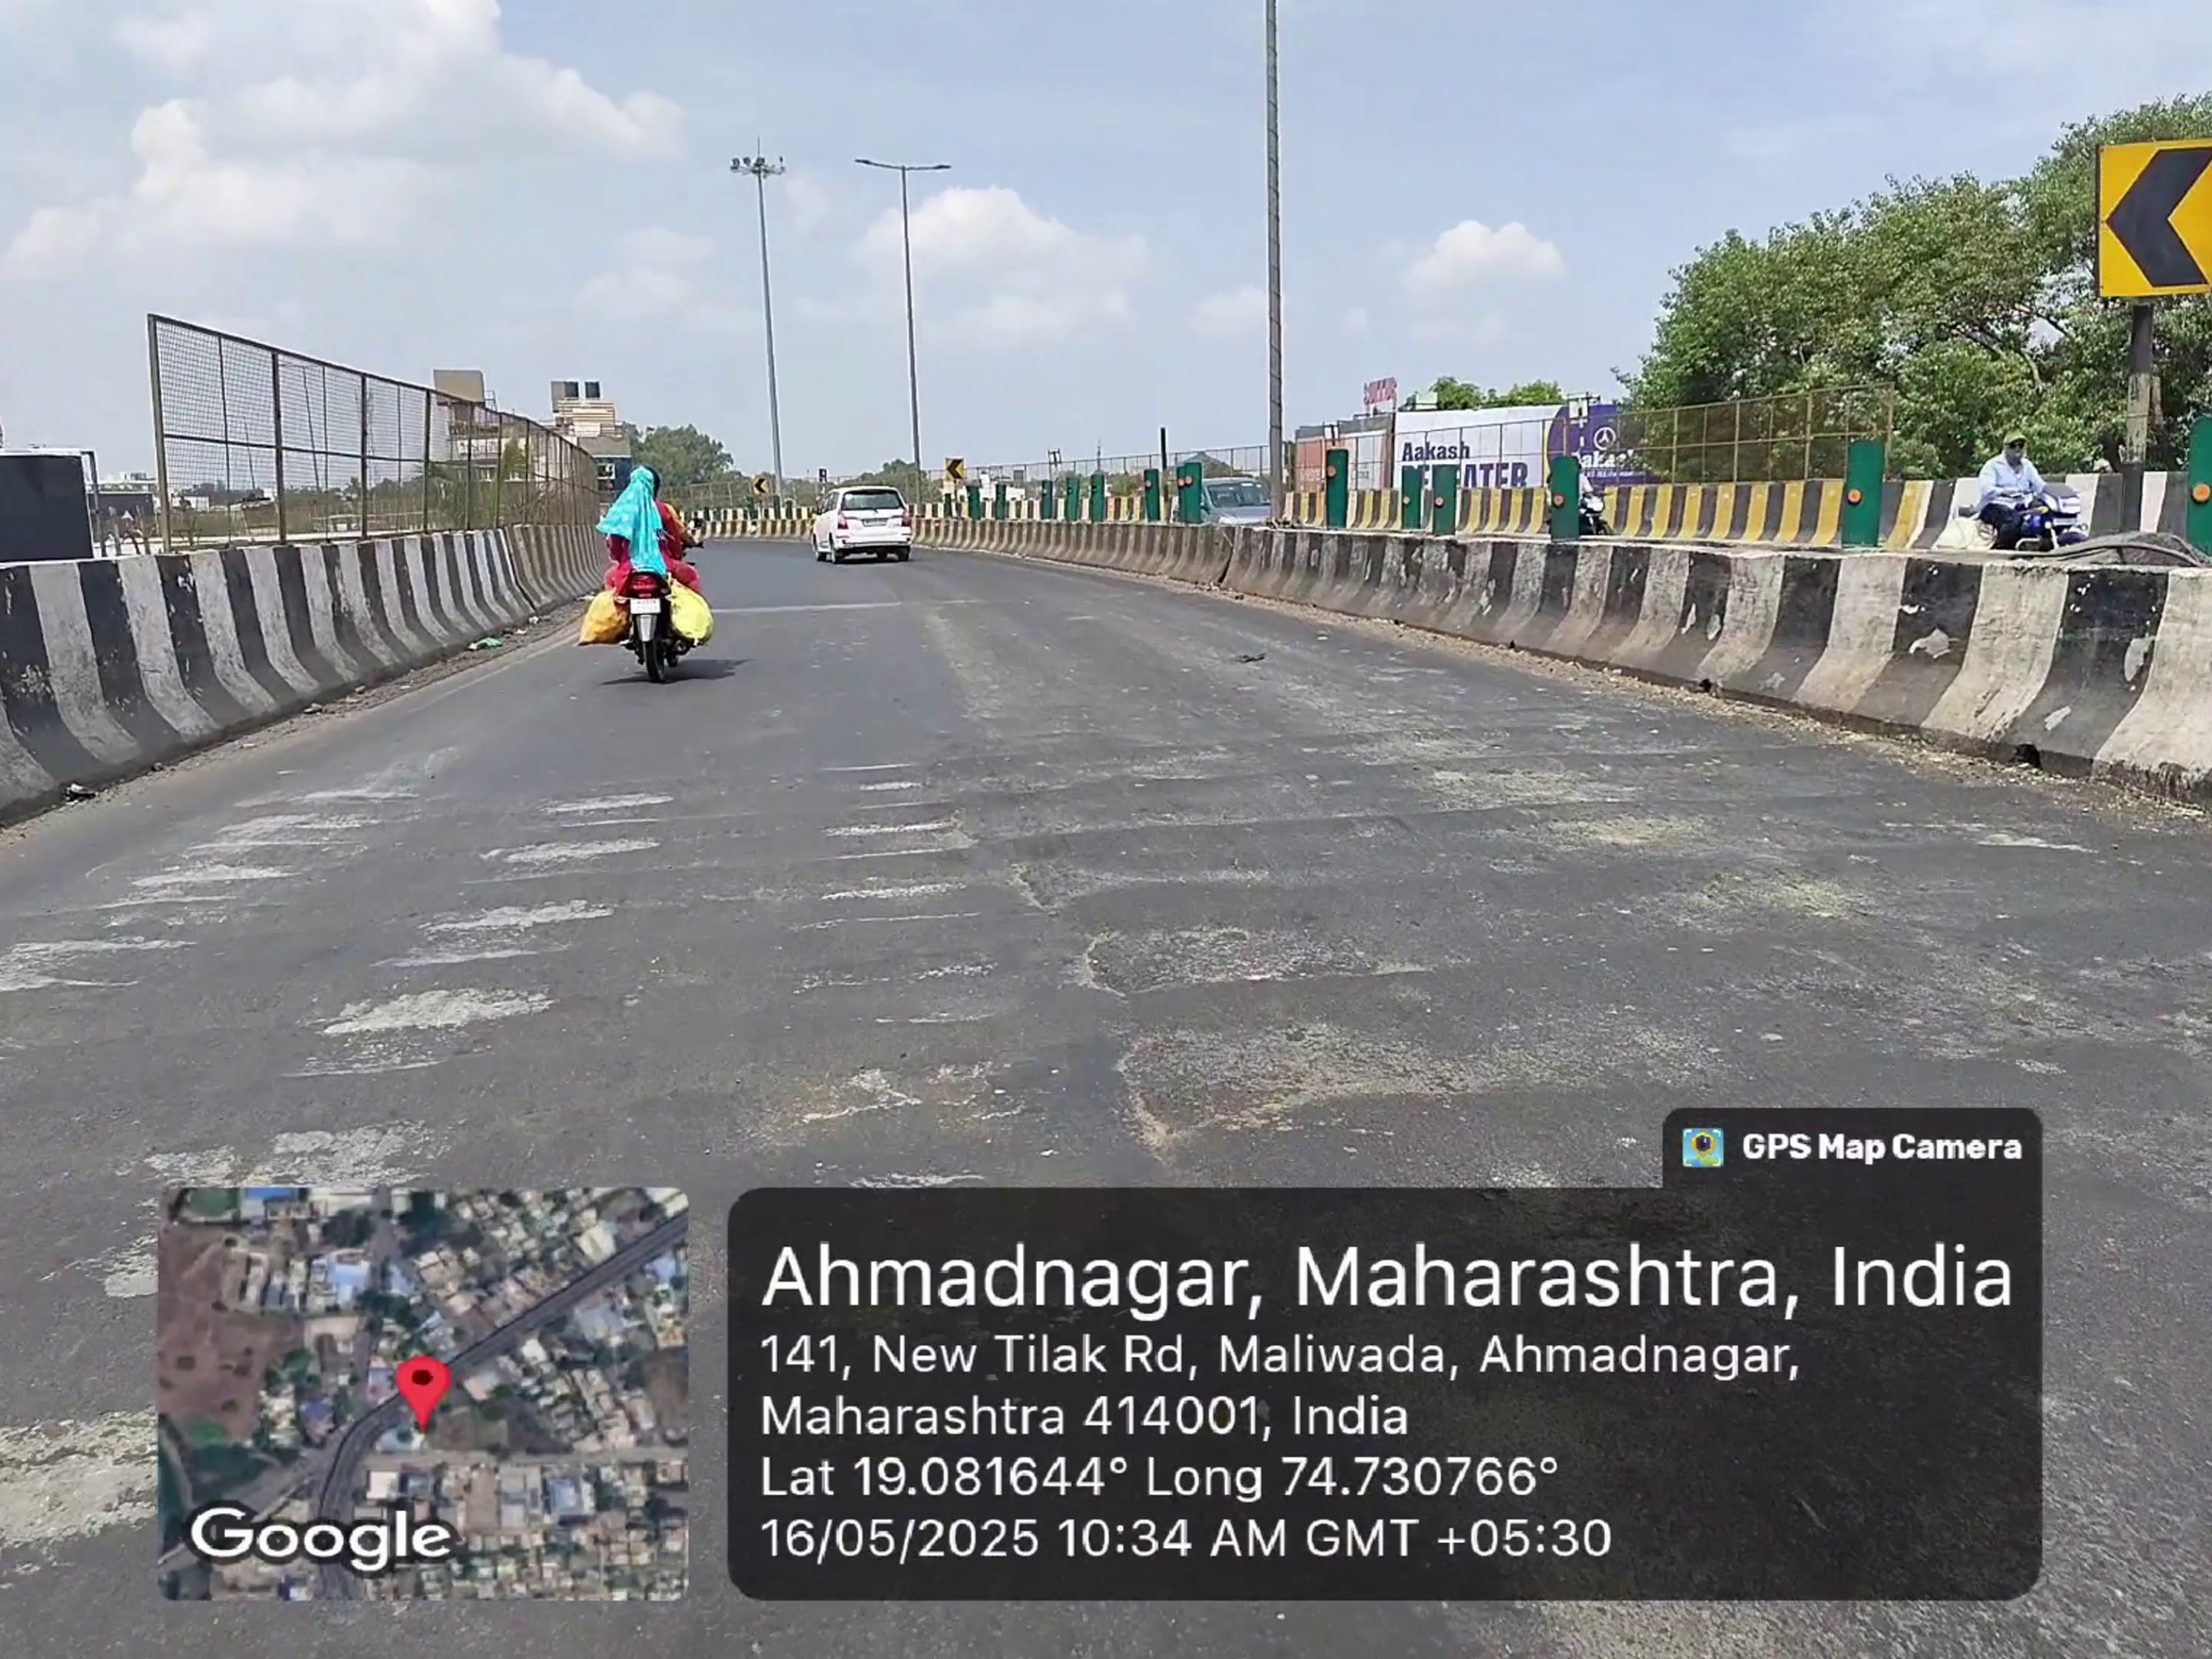 Aakash
REPEATER
GPS Map Camera
Ahmadnagar, Maharashtra, India
141, New Tilak Rd, Maliwada, Ahmadnagar,
Maharashtra 414001, India
Lat 19.081644° Long 74.730766°
16/05/2025 10:34 AM GMT +05:30
Google